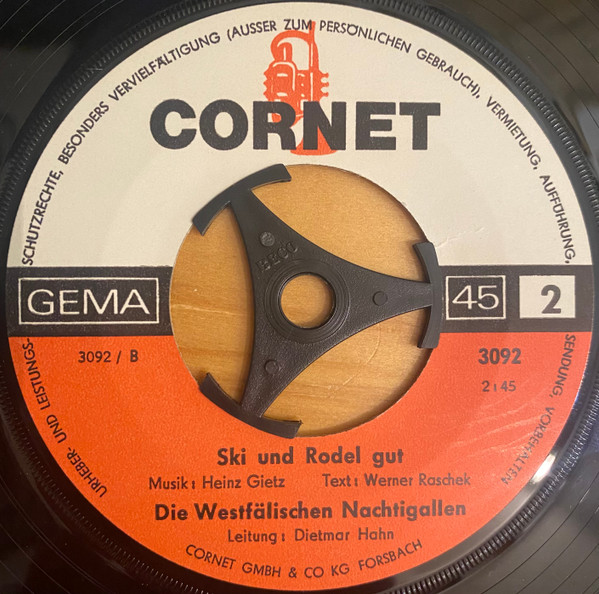 URHEBER- UND LEISTUNGS-SCHUTZRECHTE, BESONDERS VERVIELFÄLTIGUNG (AUSSER ZUM PERSÖNLICHEN GEBRAUCH), VERMIETUNG, AUFFÜHRUNG, SENDUNG, VORBEHALTEN
CORNET
BECO
GEMA
45
2
3092 / B
3092
2:45
Ski und Rodel gut
Musik: Heinz Gietz Text: Werner Raschek
Die Westfälischen Nachtigallen
Leitung: Dietmar Hahn
CORNET GMBH & CO KG FORSBACH